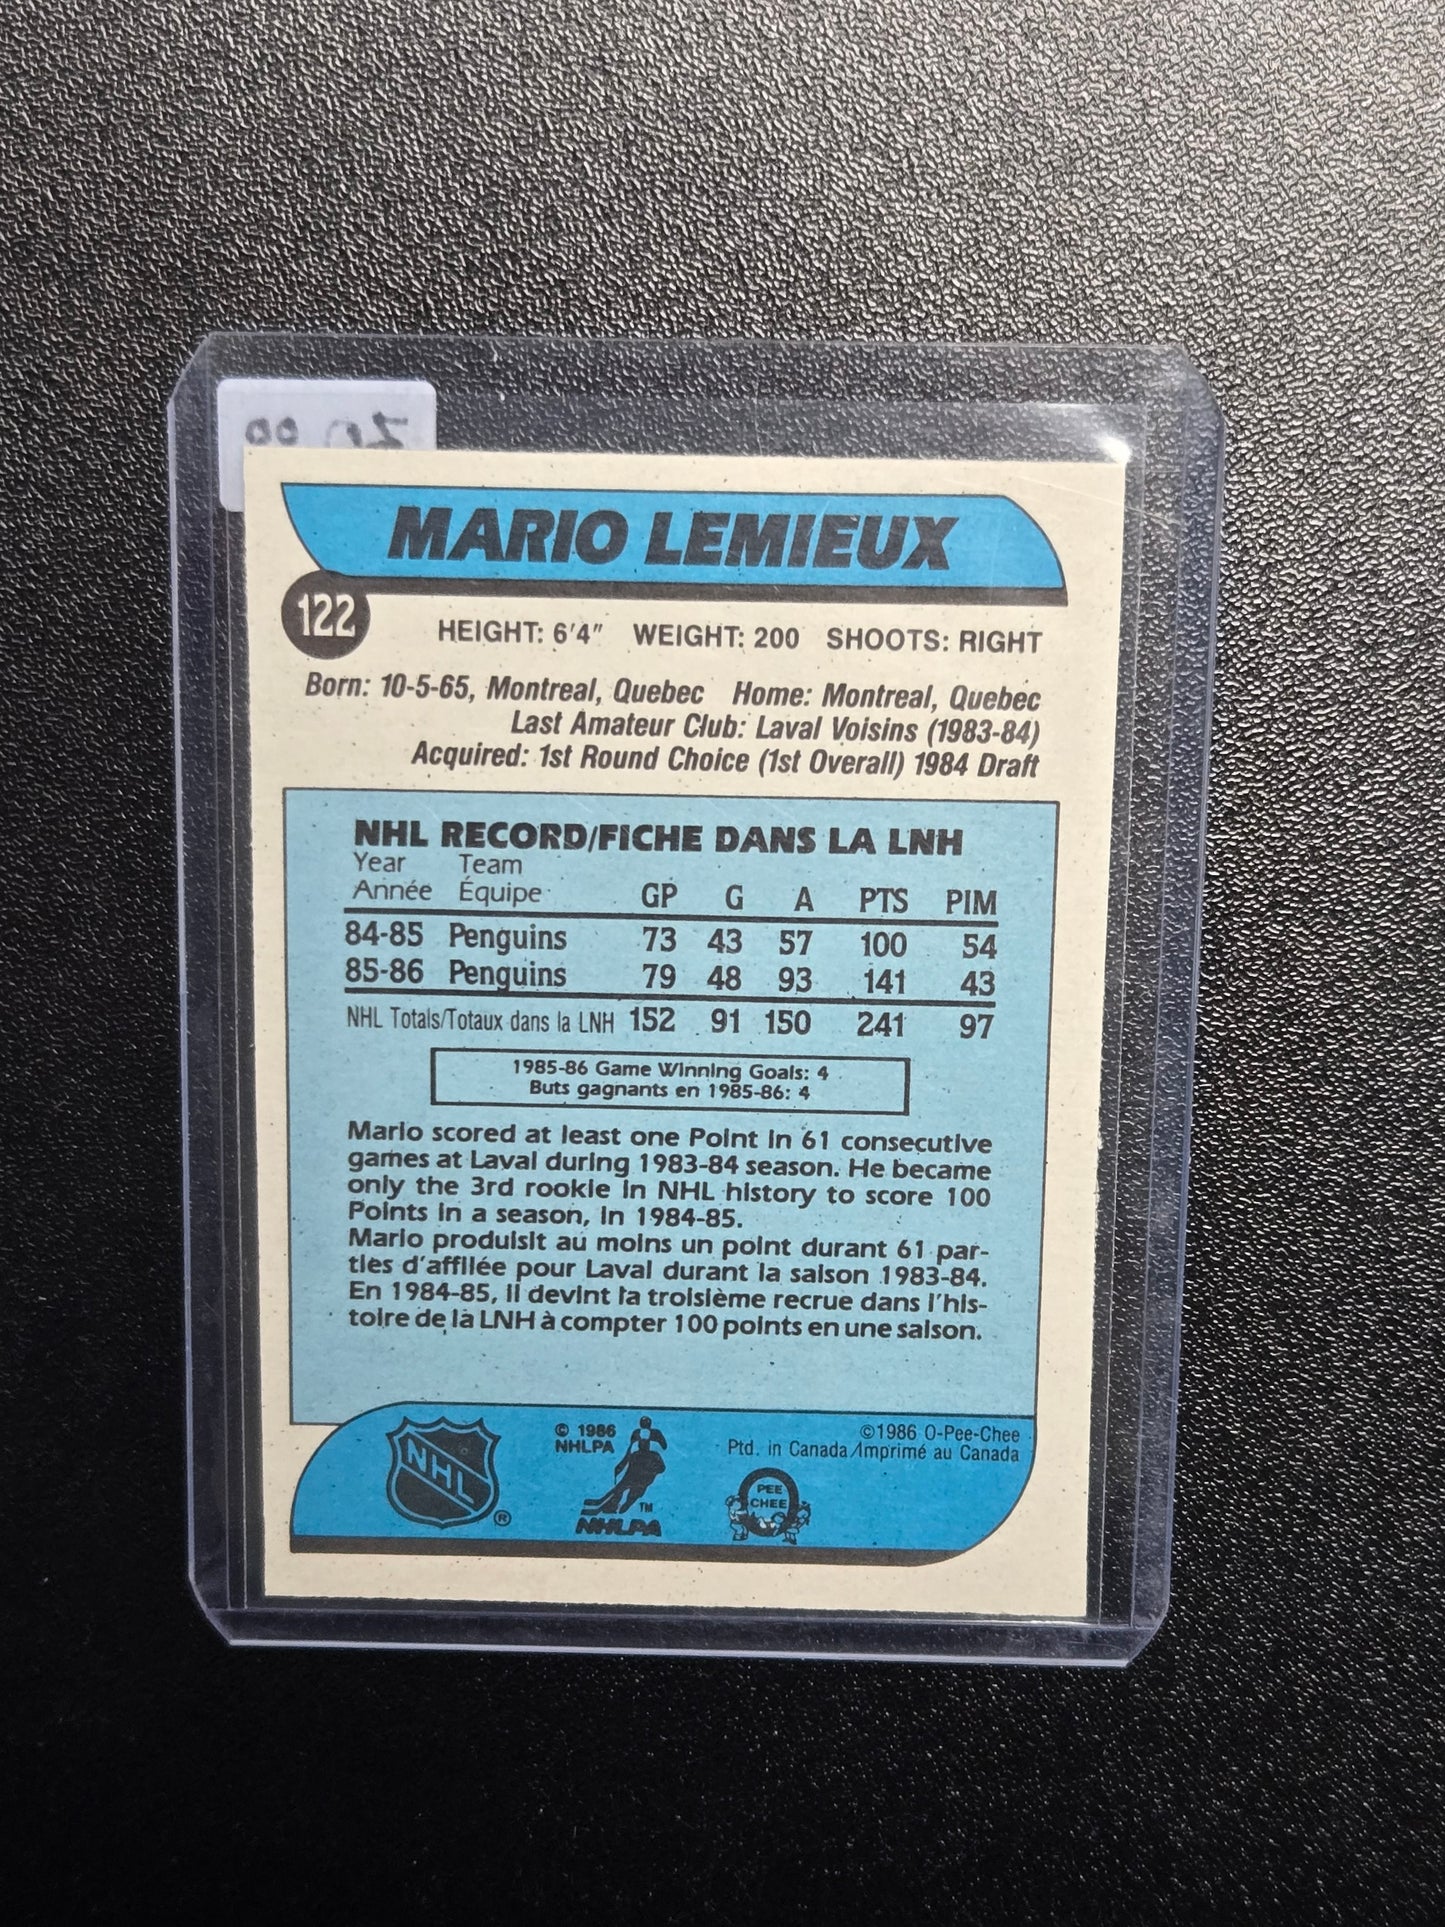 MARIO LEMIEUX
122
HEIGHT: 6'4" WEIGHT: 200 SHOOTS: RIGHT
Born: 10-5-65, Montreal, Quebec Home: Montreal, Quebec
Last Amateur Club: Laval Voisins (1983-84)
Acquired: 1st Round Choice (1st Overall) 1984 Draft
NHL RECORD/FICHE DANS LA LNH
Year Team
Année Équipe GP G A PTS PIM
84-85 Penguins 73 43 57 100 54
85-86 Penguins 79 48 93 141 43
NHL Totals/Totaux dans la LNH 152 91 150 241 97
1985-86 Game Winning Goals: 4
Buts gagnants en 1985-86: 4
Mario scored at least one Point in 61 consecutive
games at Laval during 1983-84 season. He became
only the 3rd rookie in NHL history to score 100
Points in a season, in 1984-85.
Mario produisit au moins un point durant 61 par-
ties d'affilée pour Laval durant la saison 1983-84.
En 1984-85, il devint la troisième recrue dans l'his-
toire de la LNH à compter 100 points en une saison.
NHL ®
© 1986
NHLPA
TM
NHLPA
©1986 O-Pee-Chee
Ptd. in Canada/Imprimé au Canada
PEE
CHEE